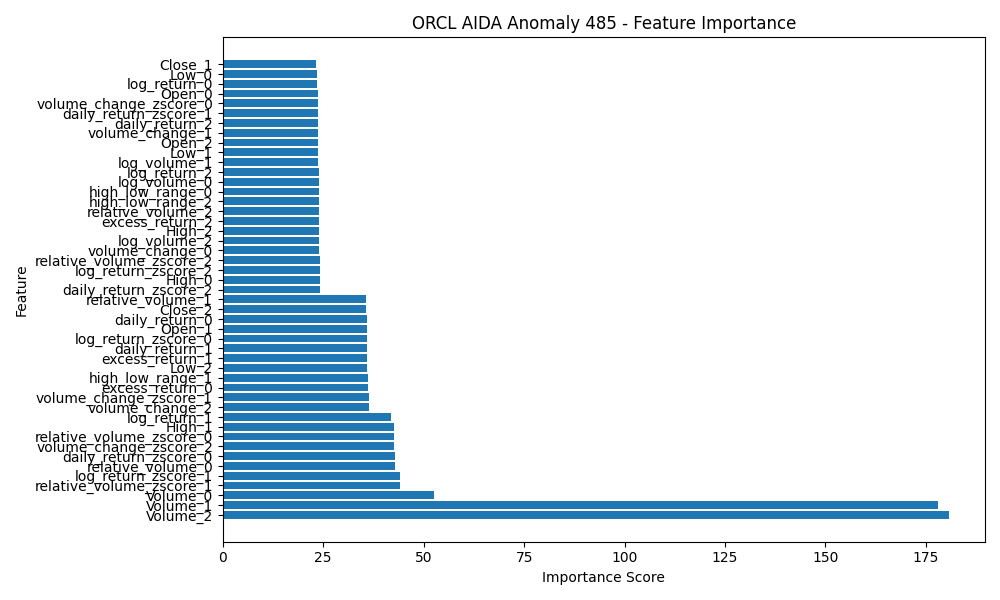 ORCL AIDA Anomaly 485 - Feature Importance
Close_1
Low_0
log_return_0
Open_0
volume_change_zscore_0
daily_return_zscore_1
daily_return_2
volume_change_1
Open_2
Low_1
log_volume_1
log_return_2
log_volume_0
high_low_range_0
high_low_range_2
relative_volume_2
excess_return_2
High_2
log_volume_2
volume_change_0
relative_volume_zscore_2
log_return_zscore_2
High_0
daily_return_zscore_2
relative_volume_1
Close_2
daily_return_0
Open_1
log_return_zscore_0
daily_return_1
excess_return_1
Low_2
high_low_range_1
excess_return_0
volume_change_zscore_1
volume_change_2
log_return_1
High_1
relative_volume_zscore_0
volume_change_zscore_2
daily_return_zscore_0
relative_volume_0
log_return_zscore_1
relative_volume_zscore_1
Volume_0
Volume_1
Volume_2
Feature
0 25 50 75 100 125 150 175
Importance Score